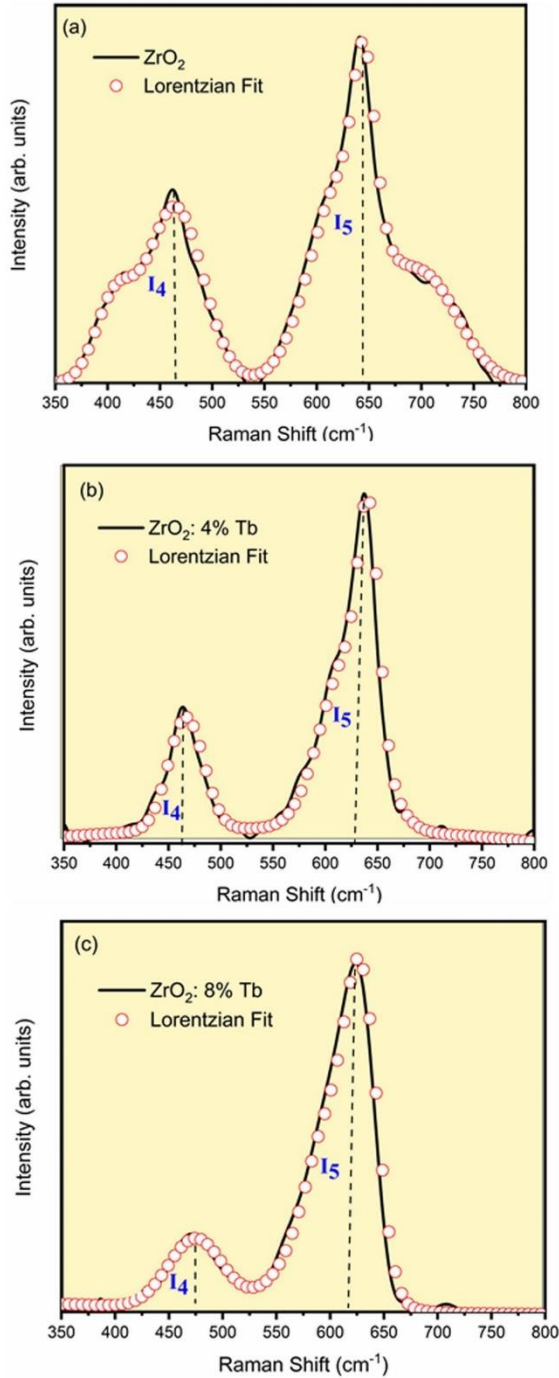 (a)
ZrO₂
Lorentzian Fit
I₄
I₅
Intensity (arb. units)
350 400 450 500 550 600 650 700 750 800
Raman Shift (cm⁻¹)
(b)
ZrO₂: 4% Tb
Lorentzian Fit
I₄
I₅
Intensity (arb. units)
350 400 450 500 550 600 650 700 750 800
Raman Shift (cm⁻¹)
(c)
ZrO₂: 8% Tb
Lorentzian Fit
I₄
I₅
Intensity (arb. units)
350 400 450 500 550 600 650 700 750 800
Raman Shift (cm⁻¹)